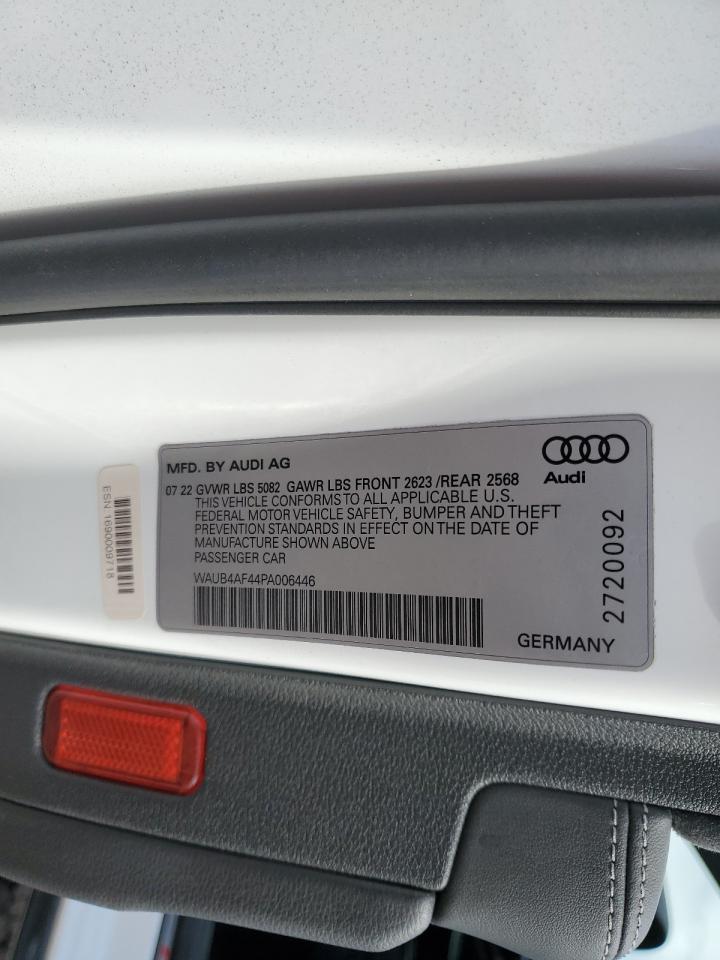 MFD. BY AUDI AG
07 22 GVWR LBS 5082 GAWR LBS FRONT 2623 /REAR 2568
THIS VEHICLE CONFORMS TO ALL APPLICABLE U.S.
FEDERAL MOTOR VEHICLE SAFETY, BUMPER AND THEFT
PREVENTION STANDARDS IN EFFECT ON THE DATE OF
MANUFACTURE SHOWN ABOVE
PASSENGER CAR
WAUB4AF44PA006446
GERMANY
Audi
2720092
ESN 1690009718